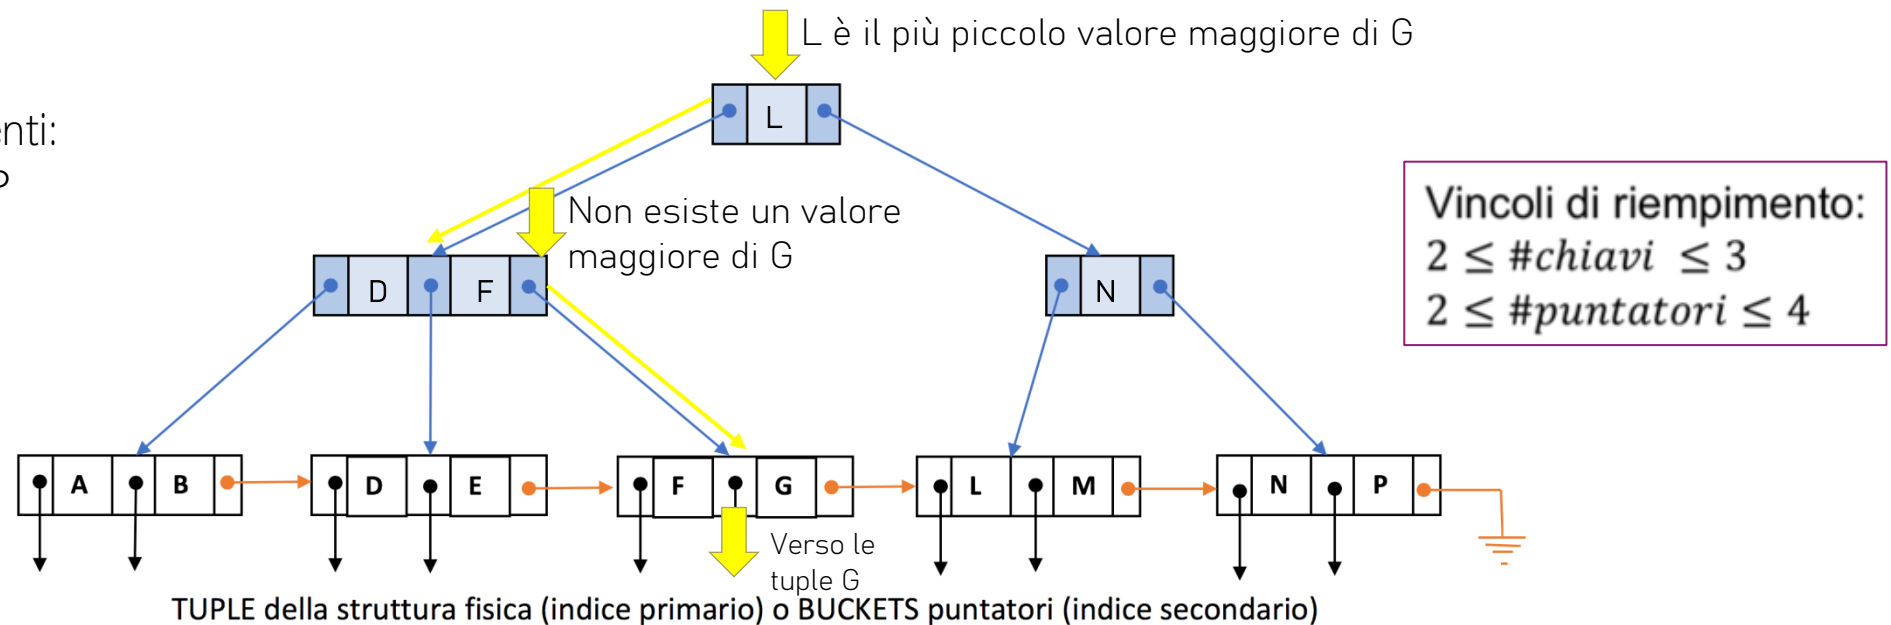 L è il più piccolo valore maggiore di G
L
enti:
Non esiste un valore
maggiore di G
Vincoli di riempimento:
2 ≤ #chiavi ≤ 3
2 ≤ #puntatori ≤ 4
D F
N
A B D E F G L M N P
Verso le
tuple G
TUPLE della struttura fisica (indice primario) o BUCKETS puntatori (indice secondario)